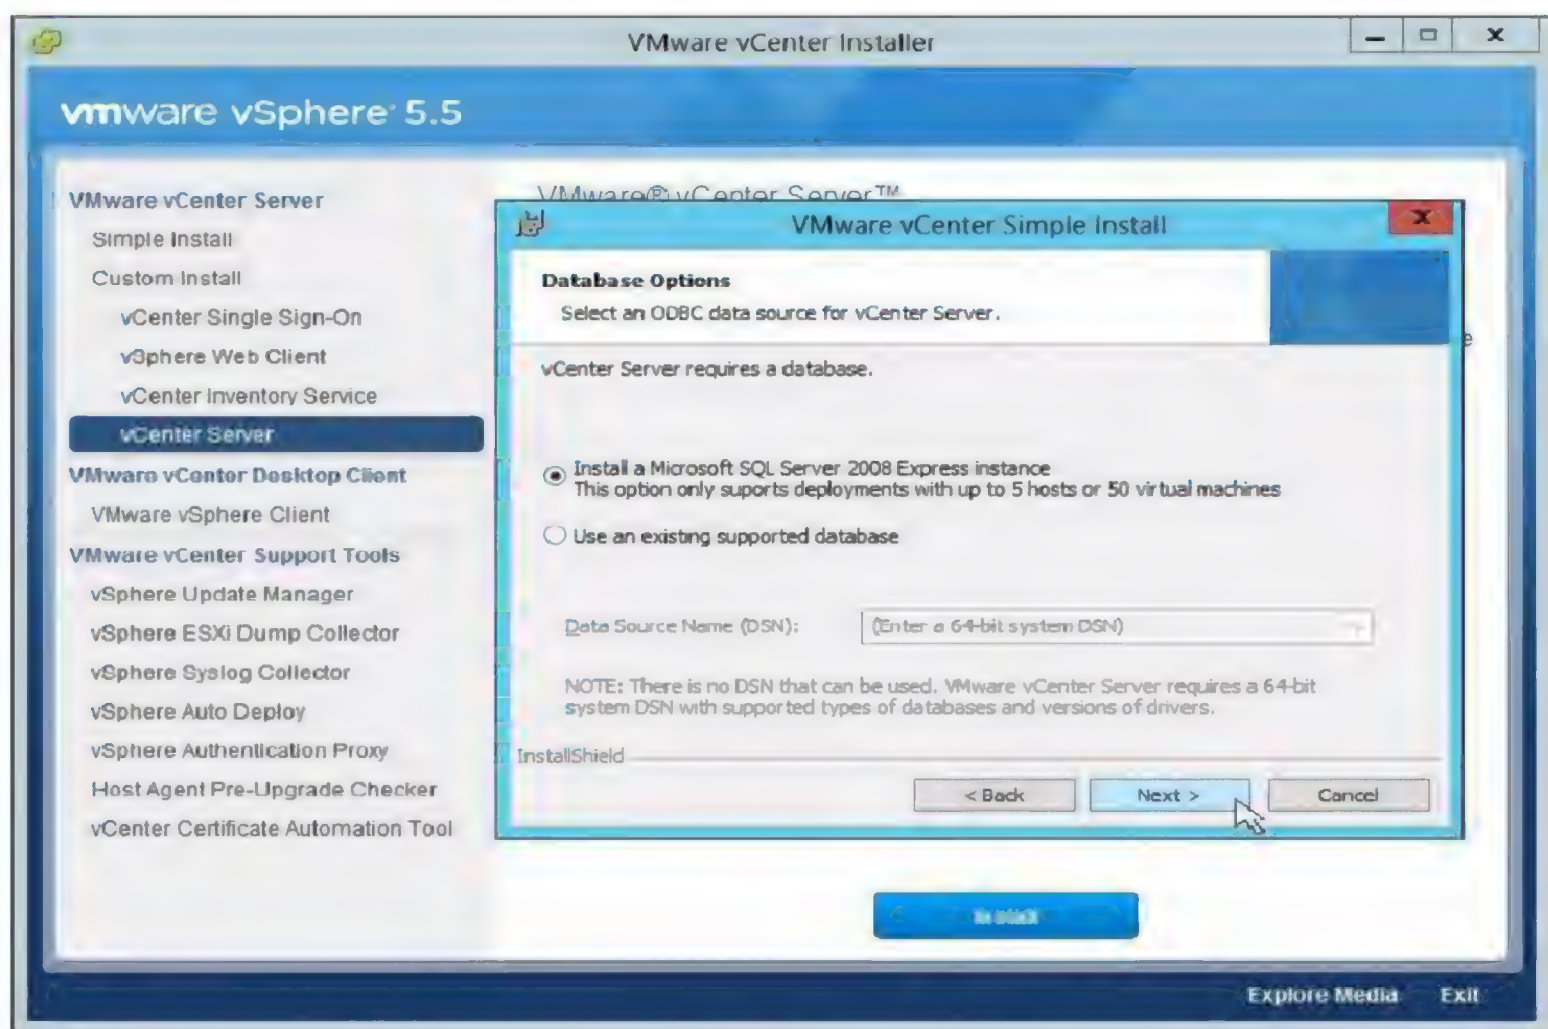 VMware vCenter Installer
vmware vSphere 5.5
VMware vCenter Server
Simple Install
Custom Install
vCenter Single Sign-On
vSphere Web Client
vCenter Inventory Service
vCenter Server
VMware vCenter Desktop Client
VMware vSphere Client
VMware vCenter Support Tools
vSphere Update Manager
vSphere ESXi Dump Collector
vSphere Syslog Collector
vSphere Auto Deploy
vSphere Authentication Proxy
Host Agent Pre-Upgrade Checker
vCenter Certificate Automation Tool
VMware® vCenter Server™
VMware vCenter Simple Install
Database Options
Select an ODBC data source for vCenter Server.
vCenter Server requires a database.
Install a Microsoft SQL Server 2008 Express instance
This option only suports deployments with up to 5 hosts or 50 virtual machines
Use an existing supported database
Data Source Name (DSN):
(Enter a 64-bit system DSN)
NOTE: There is no DSN that can be used. VMware vCenter Server requires a 64-bit
system DSN with supported types of databases and versions of drivers.
InstallShield
< Back
Next >
Cancel
Install
Explore Media
Exit